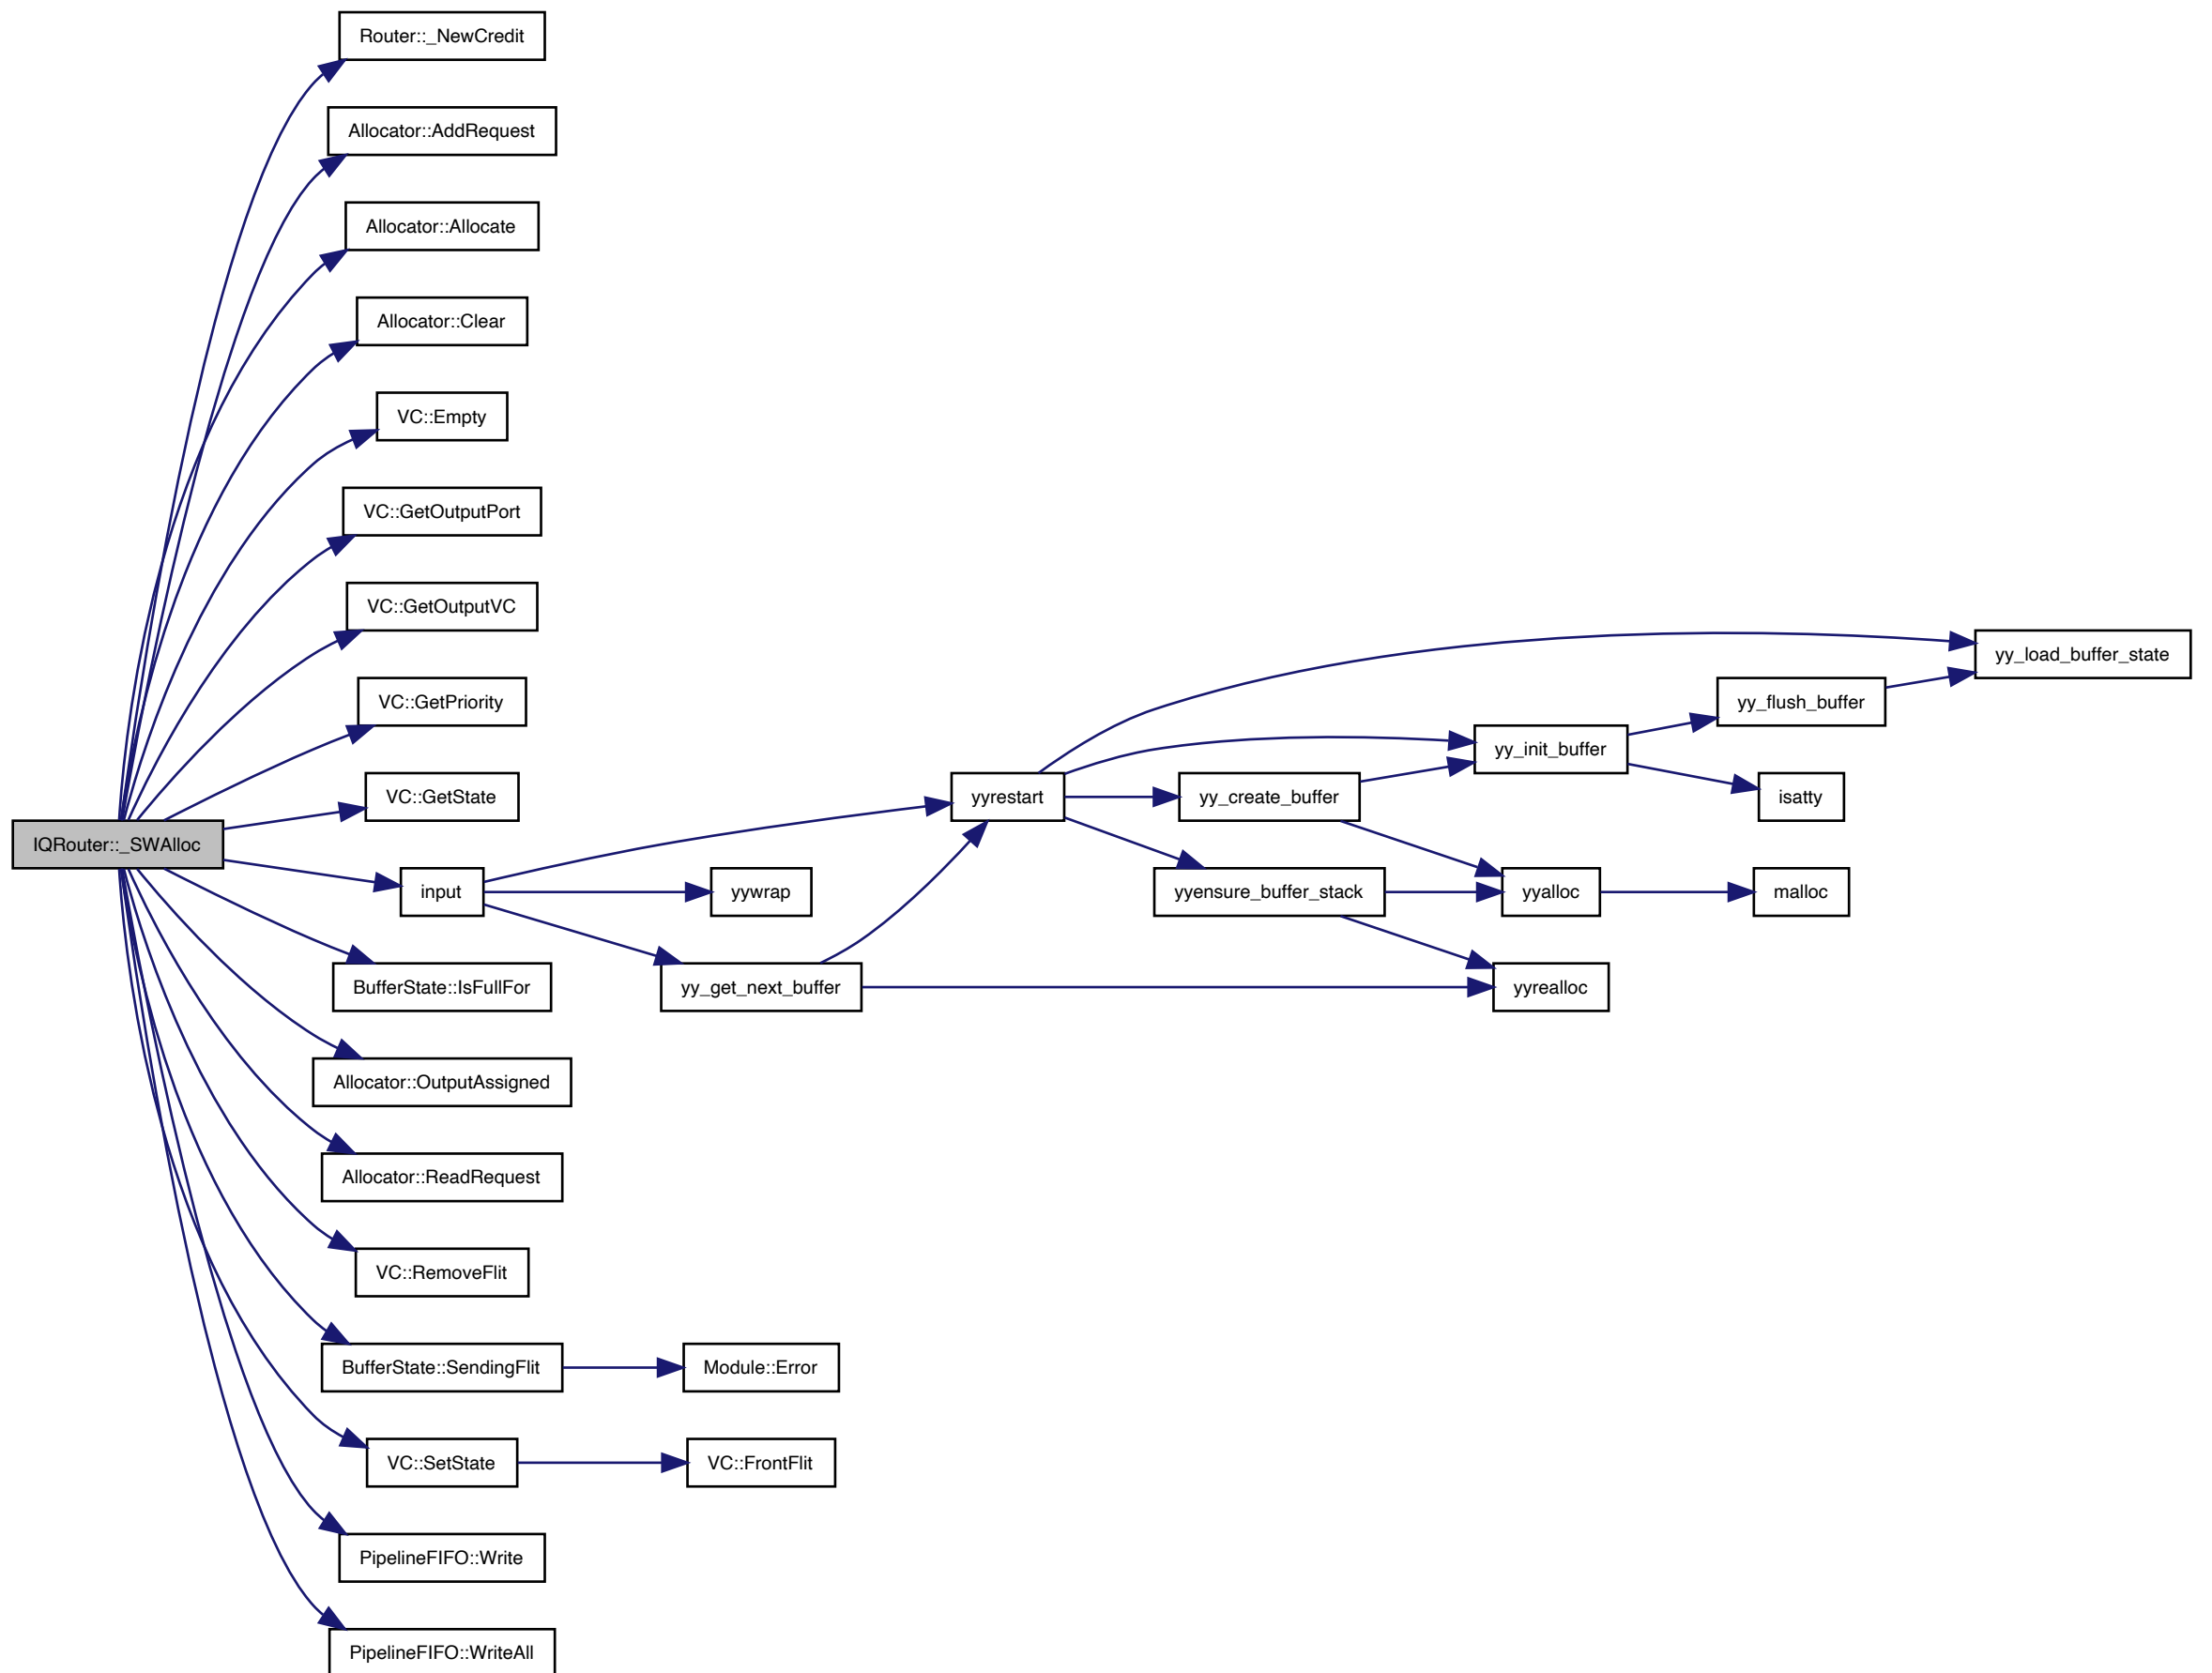 Router::_NewCredit
Allocator::AddRequest
Allocator::Allocate
Allocator::Clear
VC::Empty
VC::GetOutputPort
VC::GetOutputVC
VC::GetPriority
VC::GetState
IQRouter::_SWAlloc
input
BufferState::IsFullFor
Allocator::OutputAssigned
Allocator::ReadRequest
VC::RemoveFlit
BufferState::SendingFlit
VC::SetState
PipelineFIFO::Write
PipelineFIFO::WriteAll
yywrap
yy_get_next_buffer
Module::Error
VC::FrontFlit
yyrestart
yy_create_buffer
yyensure_buffer_stack
yy_init_buffer
yyalloc
yyrealloc
yy_flush_buffer
isatty
malloc
yy_load_buffer_state